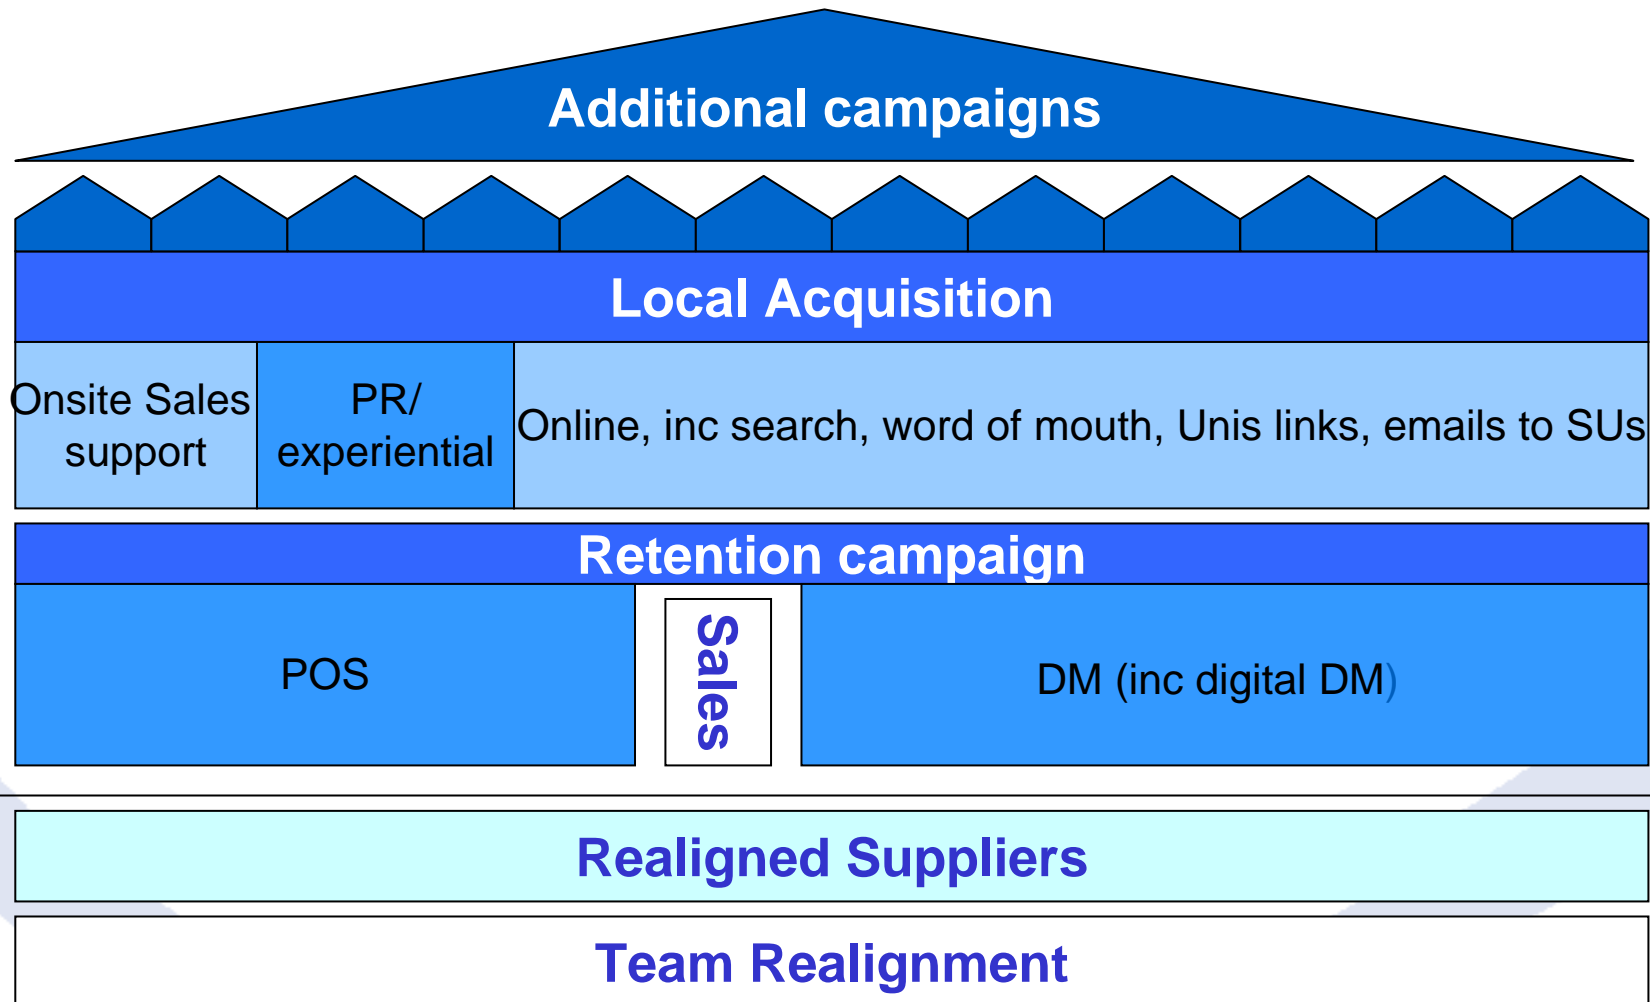 Additional campaigns
Local Acquisition
Onsite Sales
support
PR/
experiential
Online, inc search, word of mouth, Unis links, emails to SUs
Retention campaign
POS
Sales
DM (inc digital DM)
Realigned Suppliers
Team Realignment